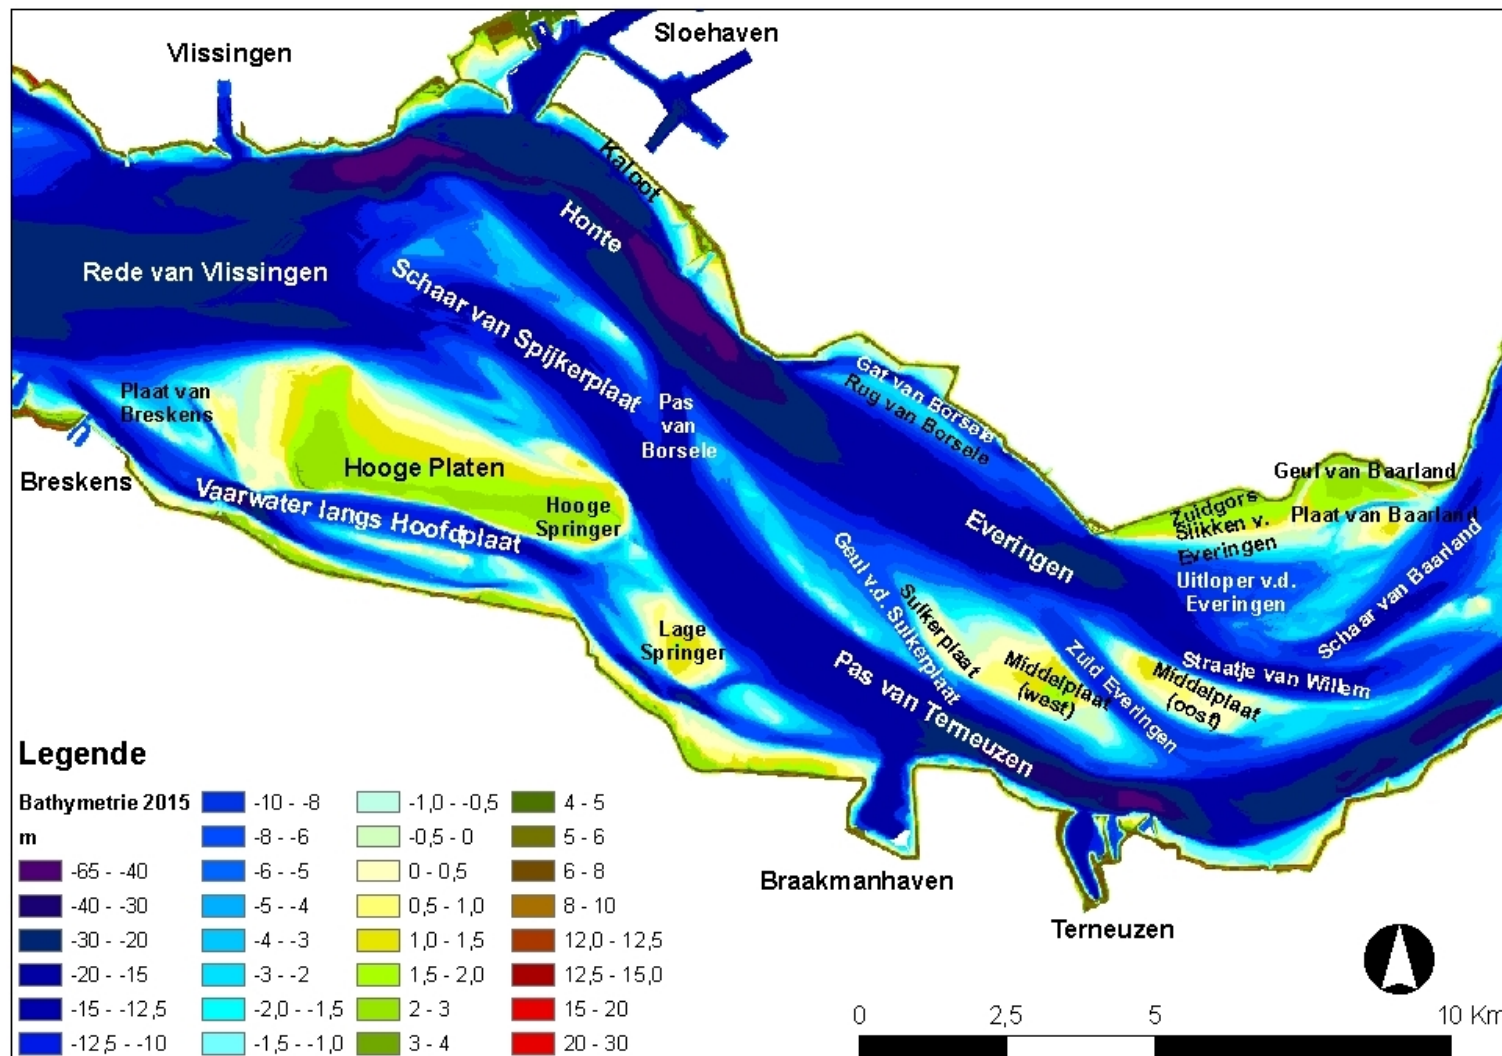 Vlissingen
Sloehaven
Kaloot
Honte
Rede van Vlissingen
Schaar van Spijkerplaat
Plaat van
Breskens
Pas
van
Borsele
Gat van Borsele
Rug van Borsele
Breskens
Hooge Platen
Hooge
Springer
Vaarwater langs Hoofdplaat
Geul van Baarland
Zuidgors
Slikken v.
Everingen
Plaat van Baarland
Everingen
Uitloper v.d.
Everingen
Schaar van Baarland
Geul v.d. Suikerplaat
Suikerplaat
Lage
Springer
Middelplaat
(west)
Zuid Everingen
Middelplaat
(oost)
Straatje van Willem
Pas van Terneuzen
Braakmanhaven
Terneuzen
Legende
Bathymetrie 2015
m
-65 - -40
-40 - -30
-30 - -20
-20 - -15
-15 - -12,5
-12,5 - -10
-10 - -8
-8 - -6
-6 - -5
-5 - -4
-4 - -3
-3 - -2
-2,0 - -1,5
-1,5 - -1,0
-1,0 - -0,5
-0,5 - 0
0 - 0,5
0,5 - 1,0
1,0 - 1,5
1,5 - 2,0
2 - 3
3 - 4
4 - 5
5 - 6
6 - 8
8 - 10
12,0 - 12,5
12,5 - 15,0
15 - 20
20 - 30
0 2,5 5 10 Km